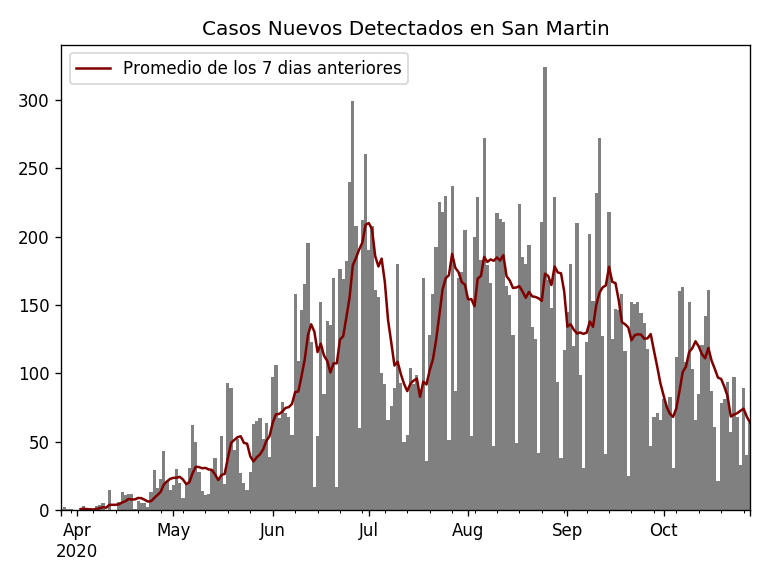 Casos Nuevos Detectados en San Martin
Promedio de los 7 dias anteriores
300
250
200
150
100
50
0
Apr May Jun Jul Aug Sep Oct
2020